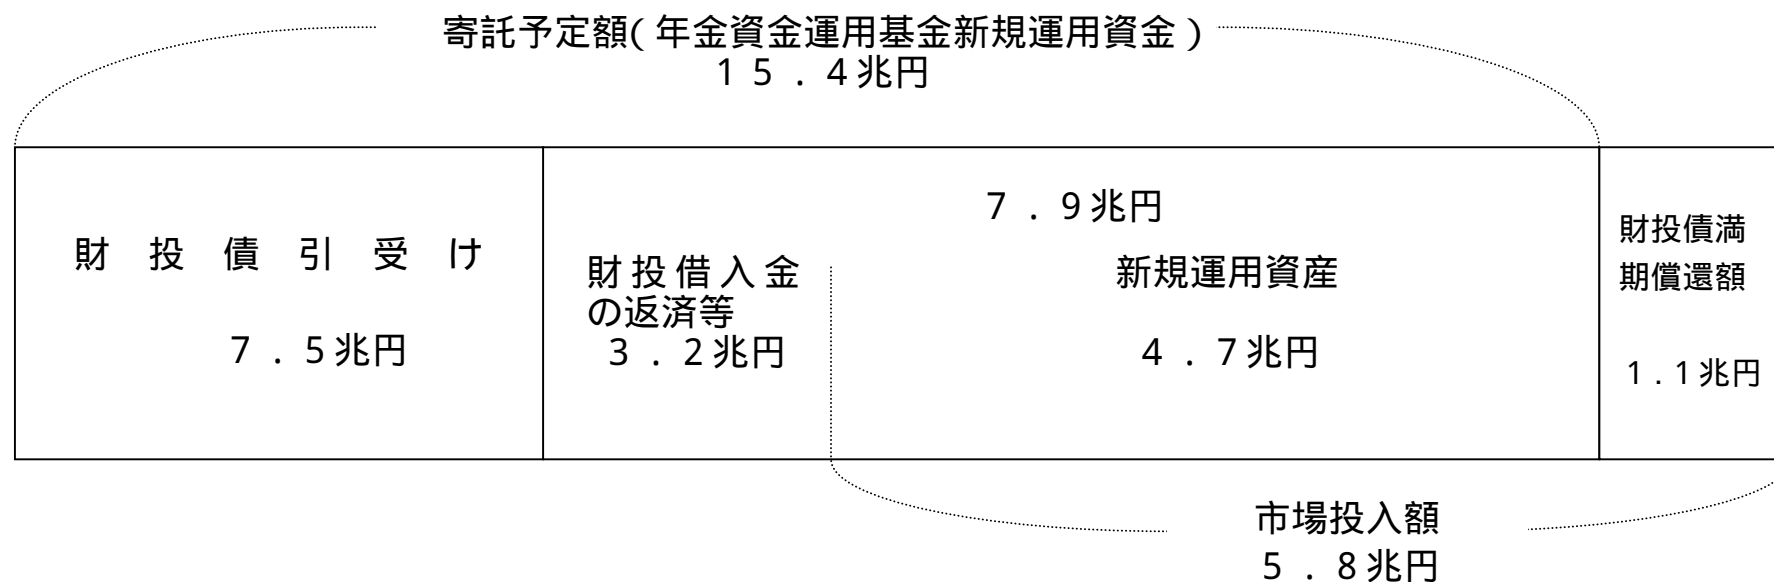 寄託予定額(年金資金運用基金新規運用資金)
15.4兆円
財投債引受け
7.5兆円
7.9兆円
財投借入金
の返済等
3.2兆円
新規運用資産
4.7兆円
財投債満
期償還額
1.1兆円
市場投入額
5.8兆円